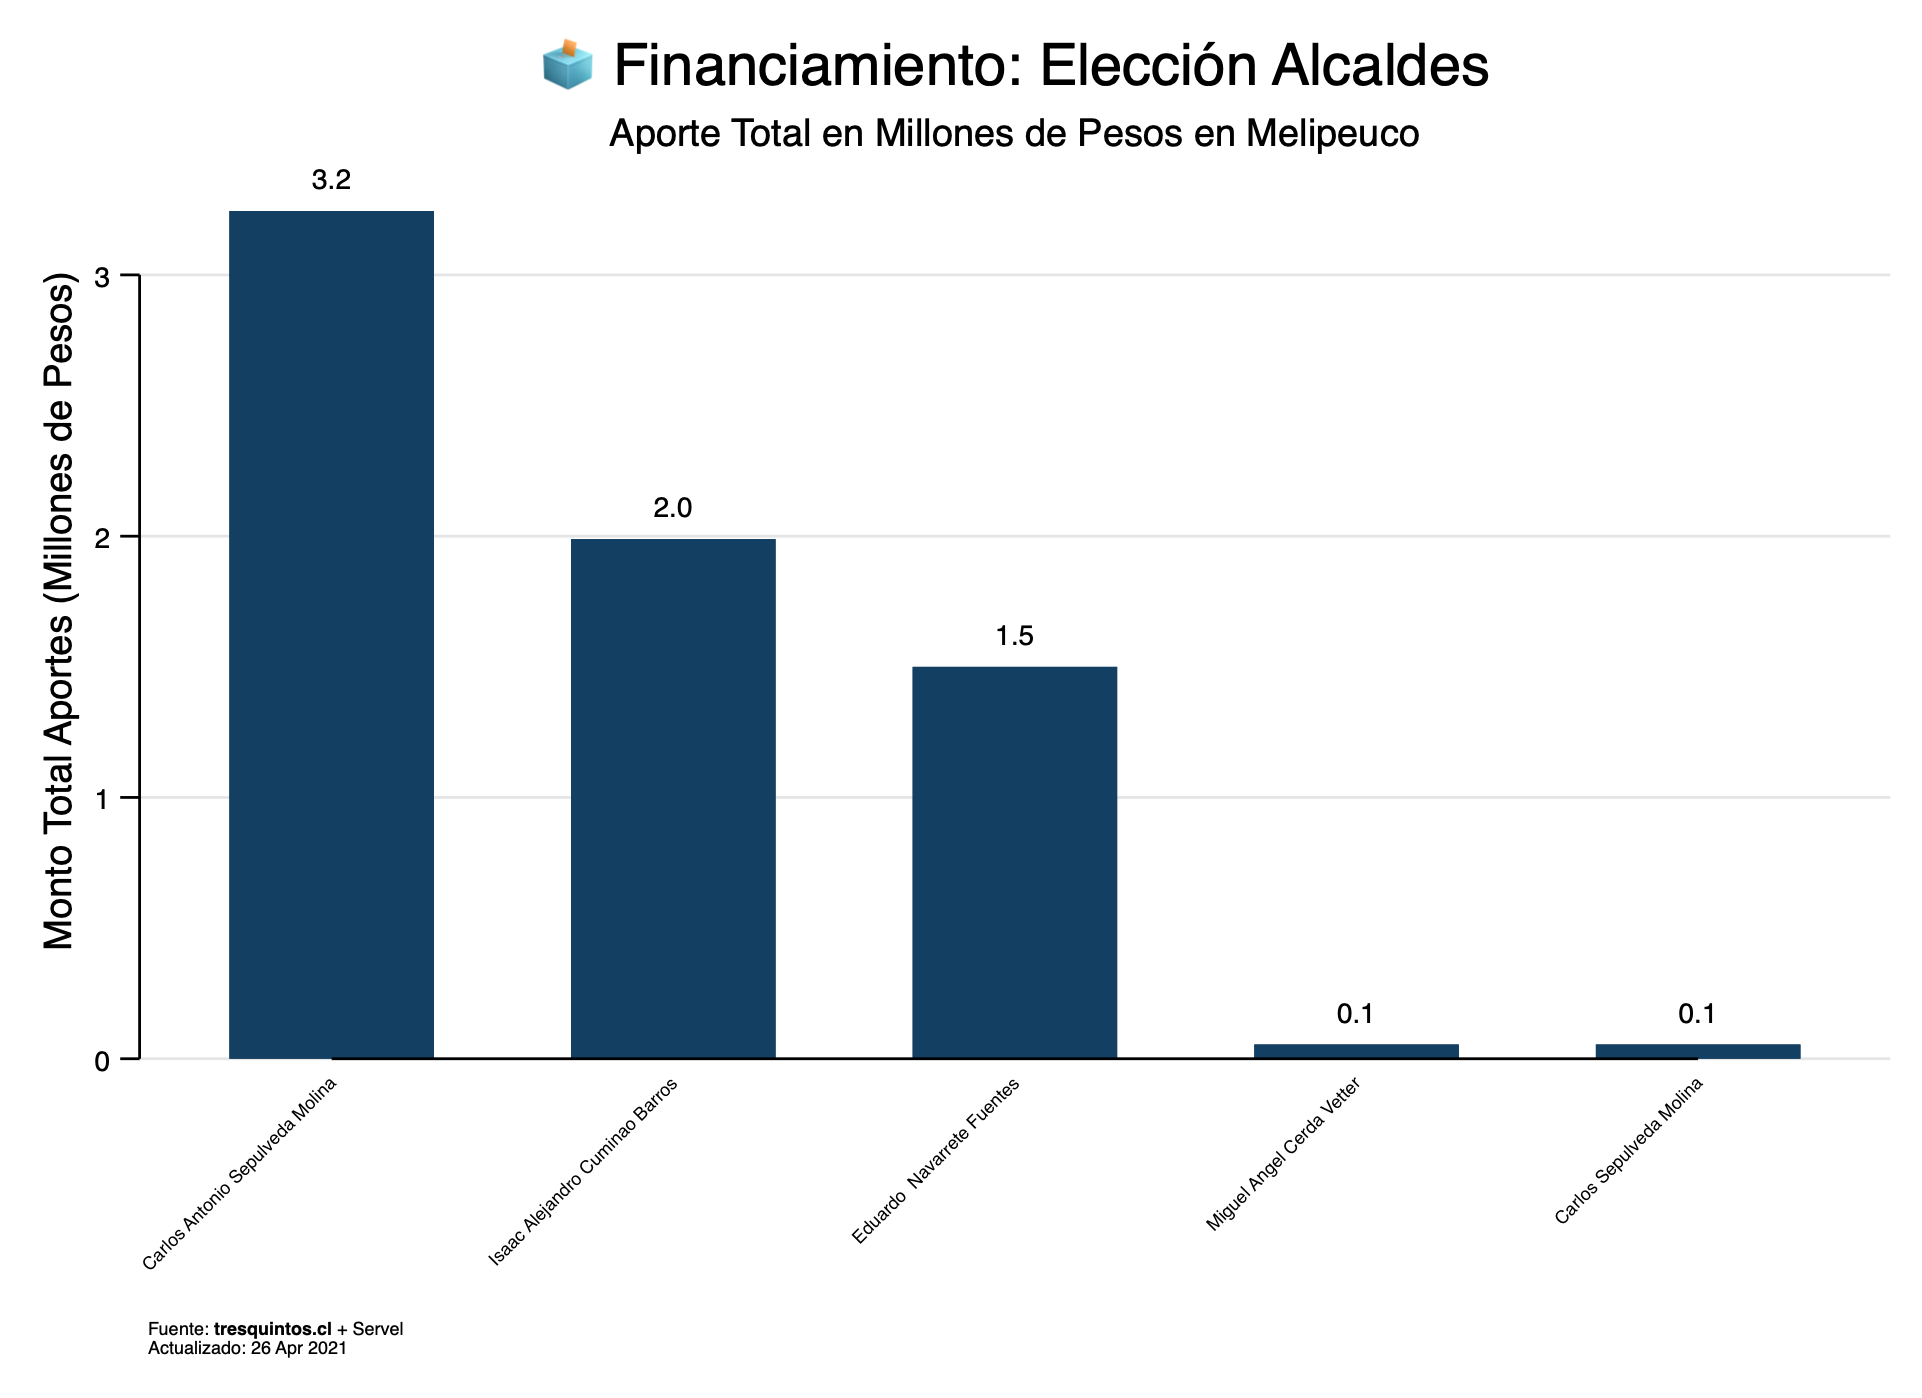 Financiamiento: Elección Alcaldes
Aporte Total en Millones de Pesos en Melipeuco
Monto Total Aportes (Millones de Pesos)
3
2
1
0
3.2
2.0
1.5
0.1
0.1
Carlos Antonio Sepulveda Molina
Isaac Alejandro Cuminao Barros
Eduardo  Navarrete Fuentes
Miguel Angel Cerda Vetter
Carlos Sepulveda Molina
Fuente: tresquintos.cl + Servel
Actualizado: 26 Apr 2021